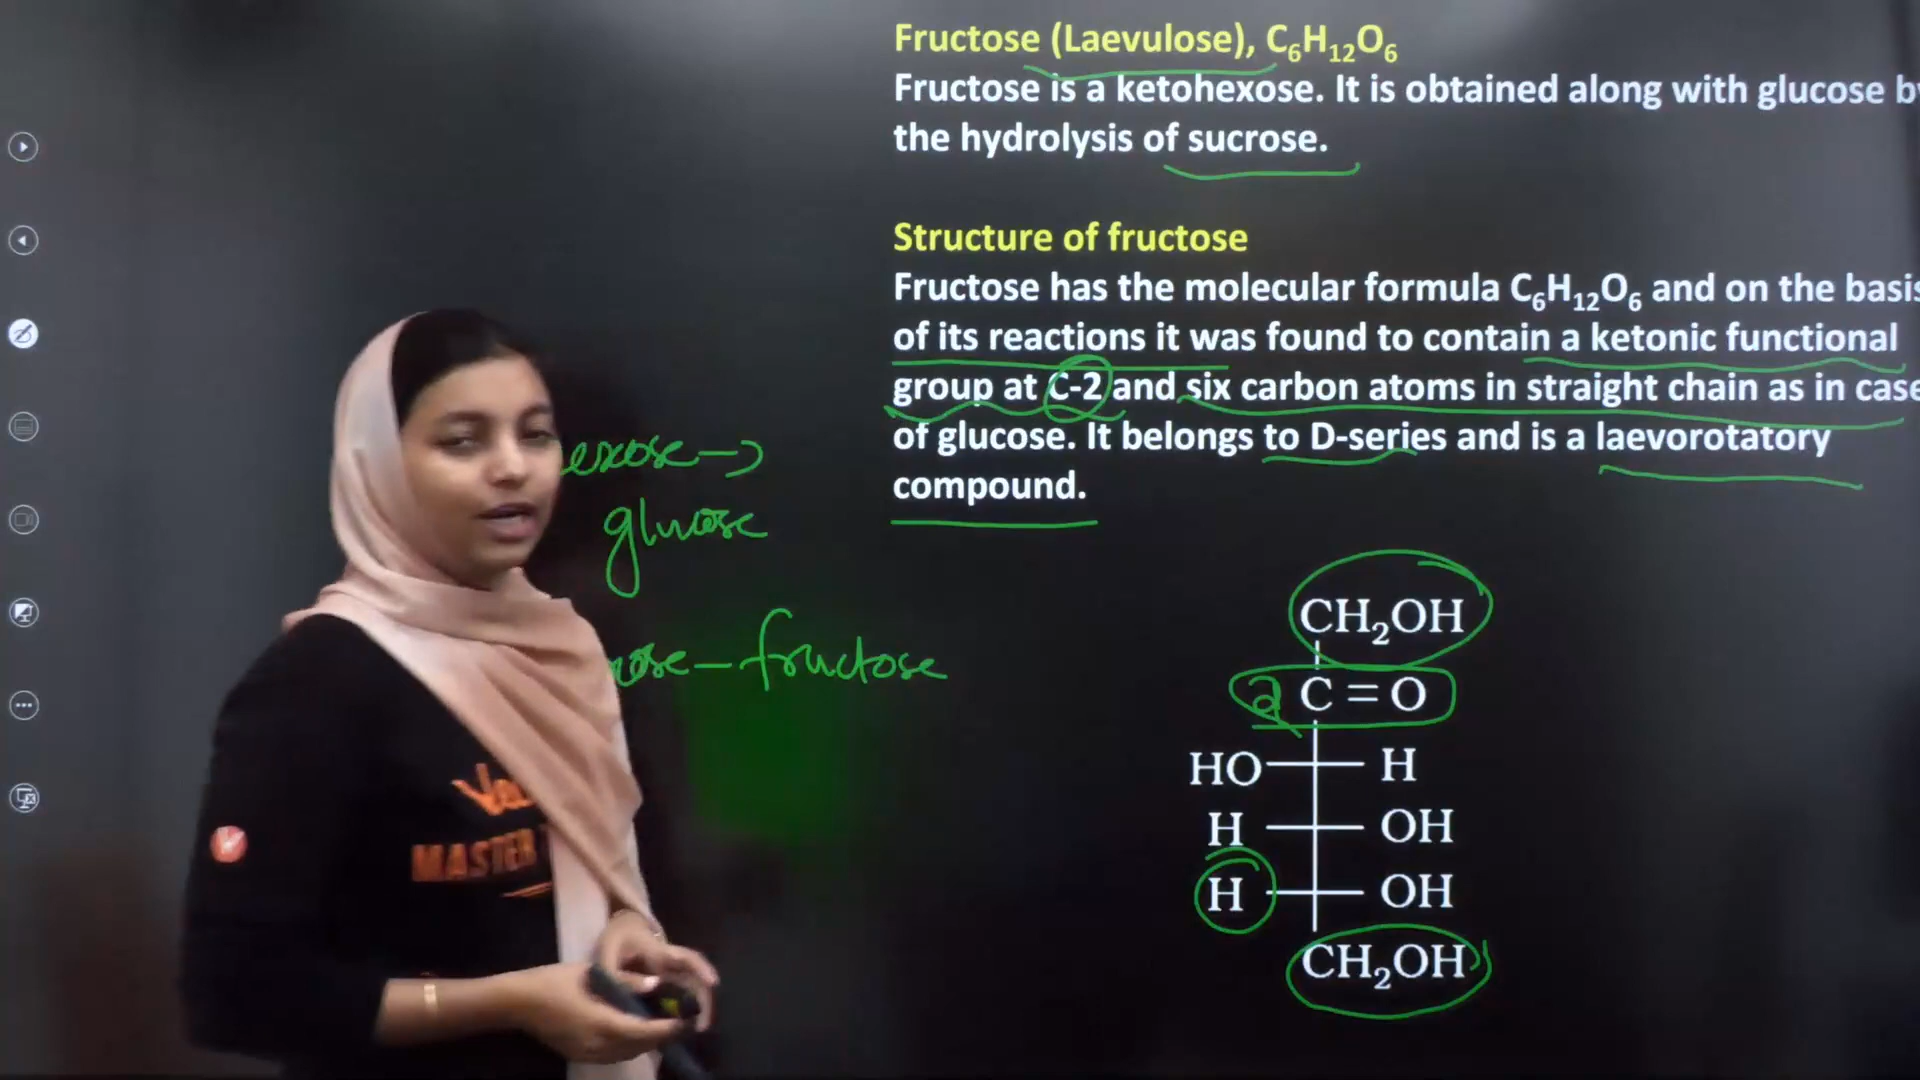 Fructose (Laevulose), C₆H₁₂O₆
Fructose is a ketohexose. It is obtained along with glucose by
the hydrolysis of sucrose.
Structure of fructose
Fructose has the molecular formula C₆H₁₂O₆ and on the basis
of its reactions it was found to contain a ketonic functional
group at C-2 and six carbon atoms in straight chain as in case
of glucose. It belongs to D-series and is a laevorotatory
compound.
exose→
glucose
ose-fructose
CH₂OH
2 C=O
HO H
H OH
H OH
CH₂OH
MASTER